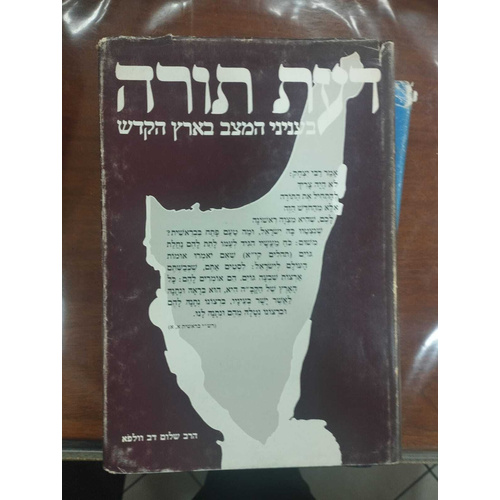 דעת תורה
בעניני המצב בארץ הקדש
אמר רבי יצחק:
לא היה צריך
להתחיל את התורה
אלא מהחודש הזה
לכם, שהיא מצוה ראשונה
שנצטוו בה ישראל, ומה טעם פתח בבראשית?
משום: כח מעשיו הגיד לעמו לתת להם נחלת
גוים (תהלים קי״א) שאם יאמרו אומות
העולם לישראל: לסטים אתם, שכבשתם
ארצות שבעה גוים. הם אומרים להם: כל
הארץ של הקב״ה היא, הוא בראה ונתנה
לאשר ישר בעיניו, ברצונו נתנה להם
וברצונו נטלה מהם ונתנה לנו.
(רש״י בראשית א, א)
הרב שלום דב וולפא